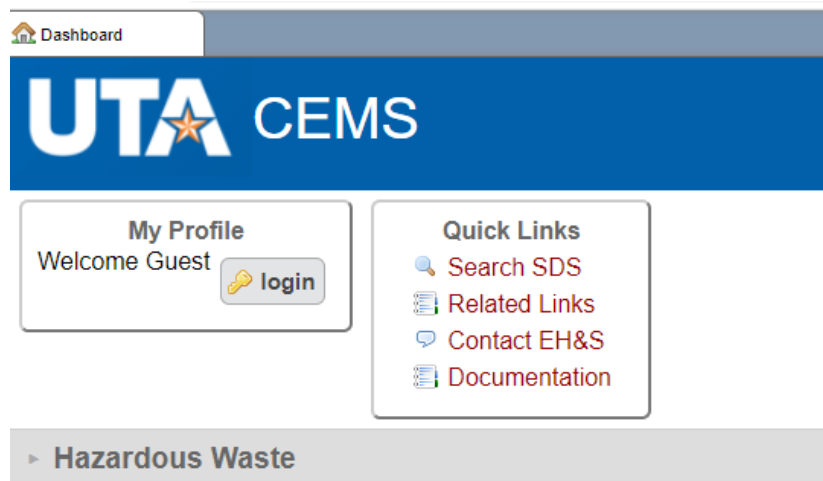 Dashboard
UTA CEMS
My Profile
Welcome Guest
login
Quick Links
Search SDS
Related Links
Contact EH&S
Documentation
Hazardous Waste